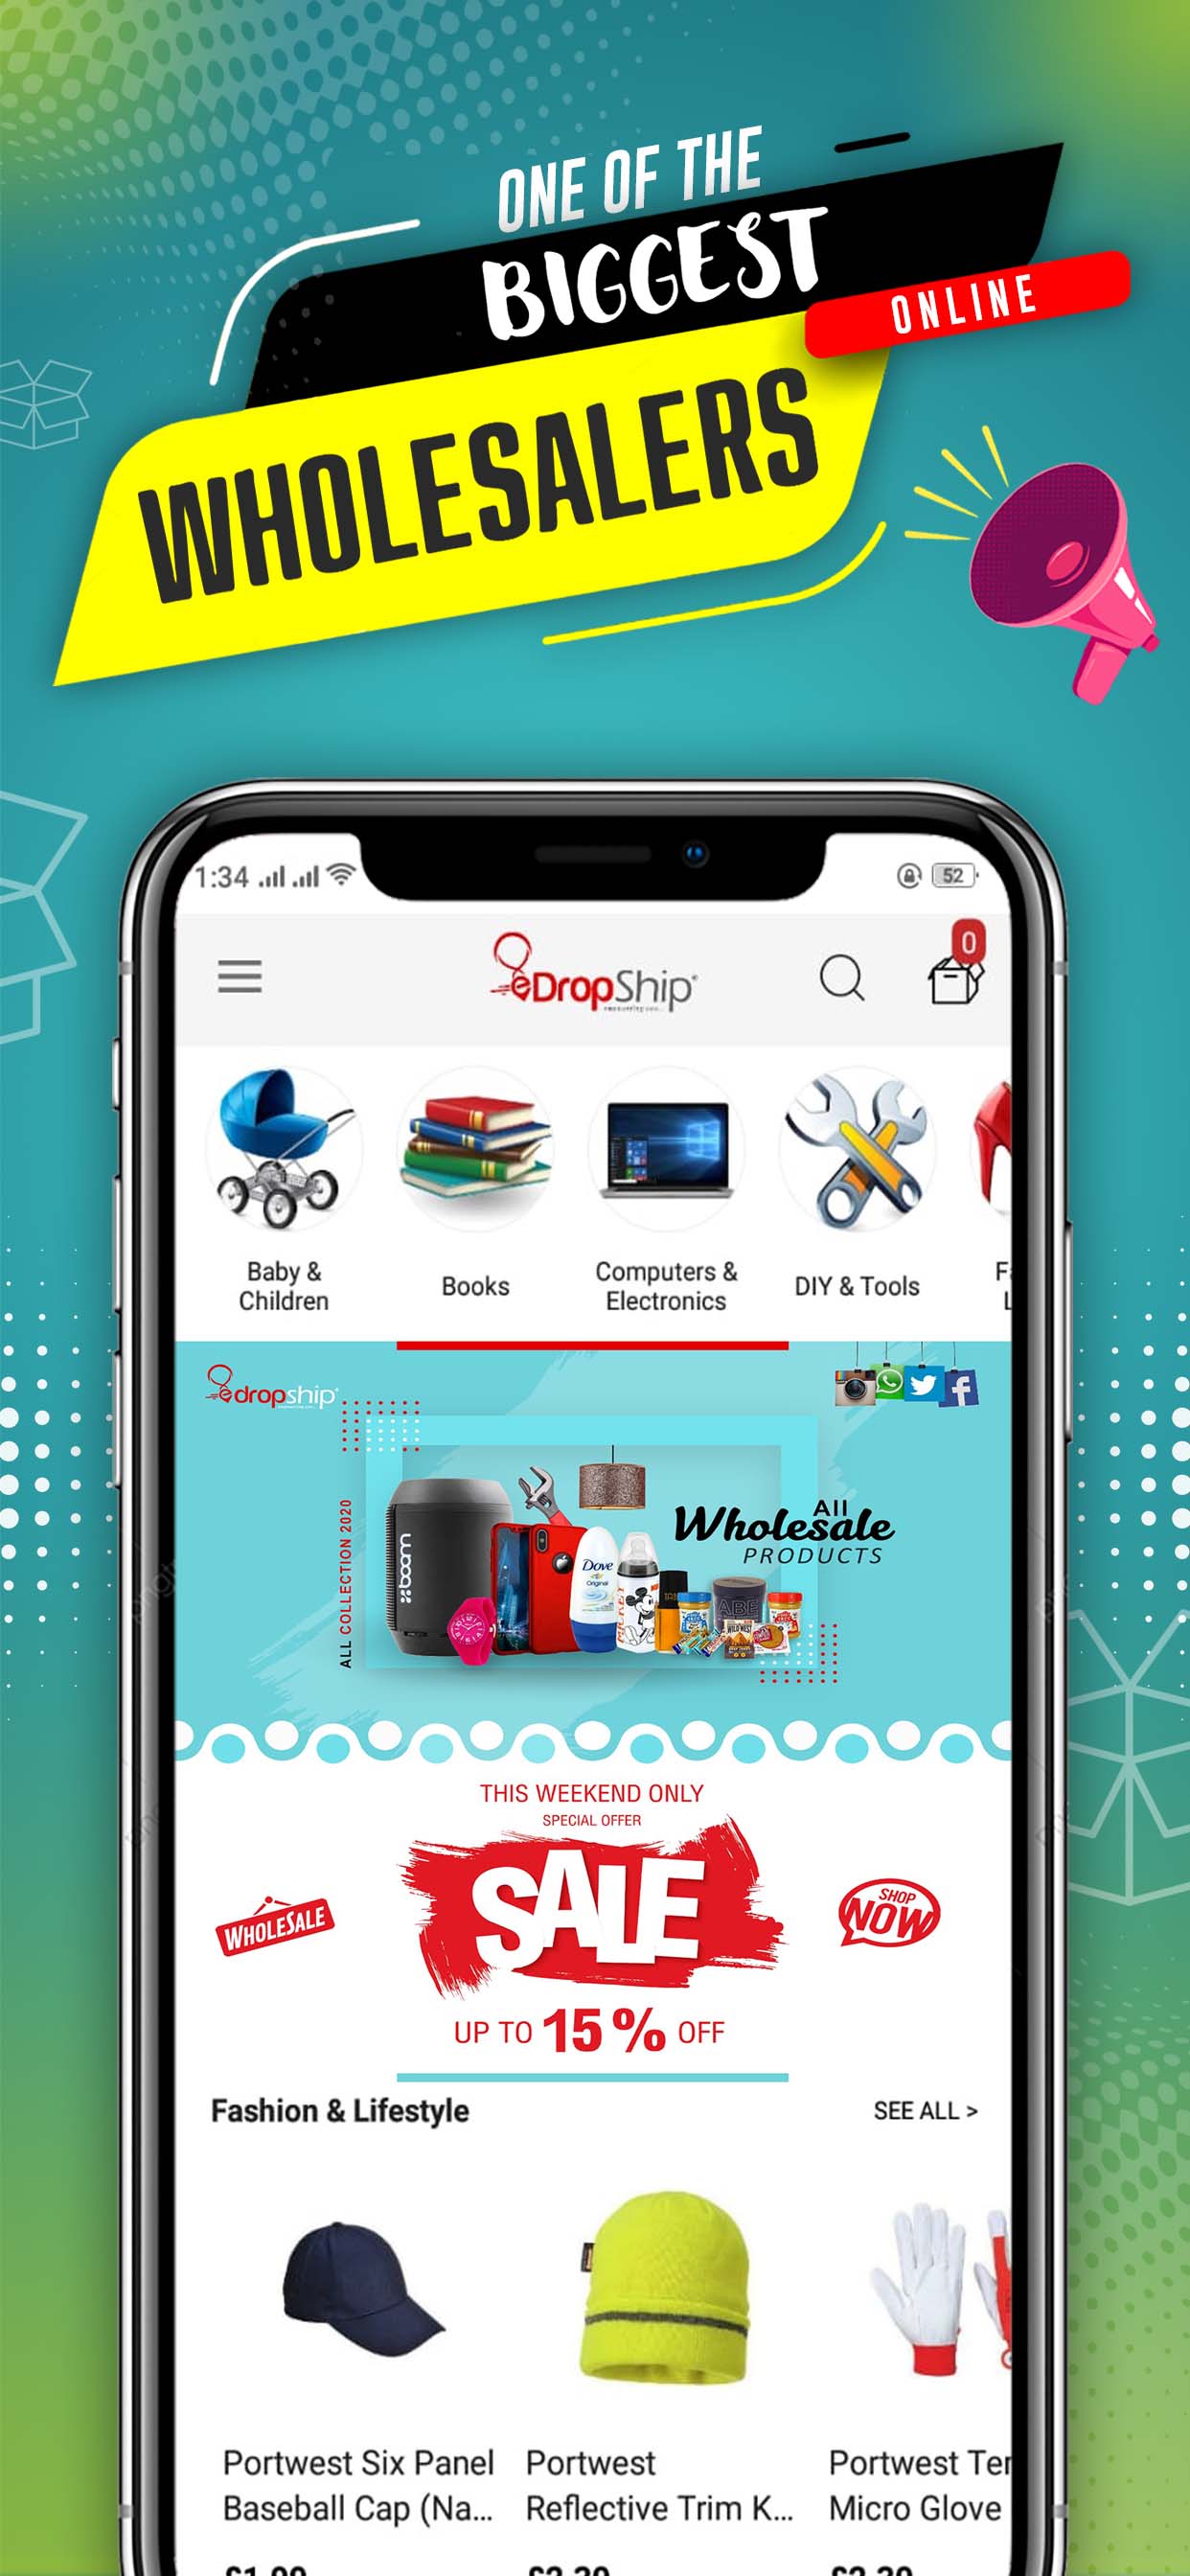 ONE OF THE
BIGGEST
ONLINE
WHOLESALERS
1:34
52
0
eDropShip
Baby &
Children
Books
Computers &
Electronics
DIY & Tools
edropship
ALL COLLECTION 2020
boom
Dove
Original
All
Wholesale
PRODUCTS
THIS WEEKEND ONLY
SPECIAL OFFER
WHOLESALE
SALE
SHOP
NOW
UP TO 15% OFF
Fashion & Lifestyle
SEE ALL >
Portwest Six Panel
Baseball Cap (Na...
Portwest
Reflective Trim K...
Portwest Ter
Micro Glove